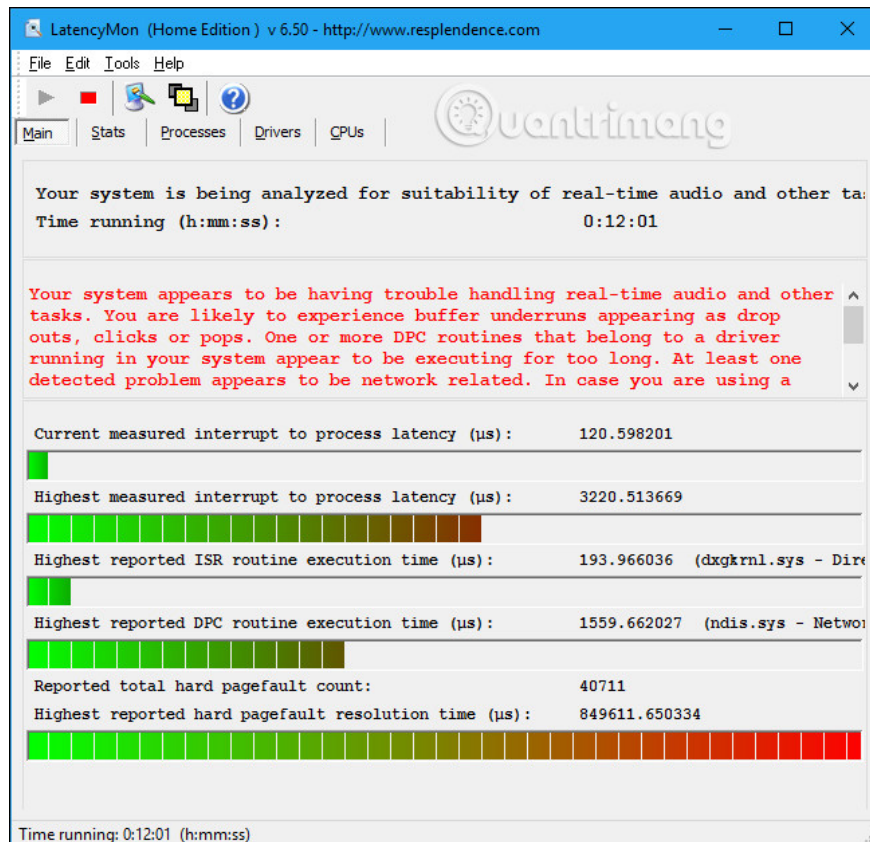 LatencyMon (Home Edition ) v 6.50 - http://www.resplendence.com
File Edit Tools Help
Quantrimang
Main Stats Processes Drivers CPUs
Your system is being analyzed for suitability of real-time audio and other ta
Time running (h:mm:ss): 0:12:01
Your system appears to be having trouble handling real-time audio and other
tasks. You are likely to experience buffer underruns appearing as drop
outs, clicks or pops. One or more DPC routines that belong to a driver
running in your system appear to be executing for too long. At least one
detected problem appears to be network related. In case you are using a
Current measured interrupt to process latency (µs): 120.598201
Highest measured interrupt to process latency (µs): 3220.513669
Highest reported ISR routine execution time (µs): 193.966036 (dxgkrnl.sys - Dire
Highest reported DPC routine execution time (µs): 1559.662027 (ndis.sys - Networ
Reported total hard pagefault count: 40711
Highest reported hard pagefault resolution time (µs): 849611.650334
Time running: 0:12:01 (h:mm:ss)